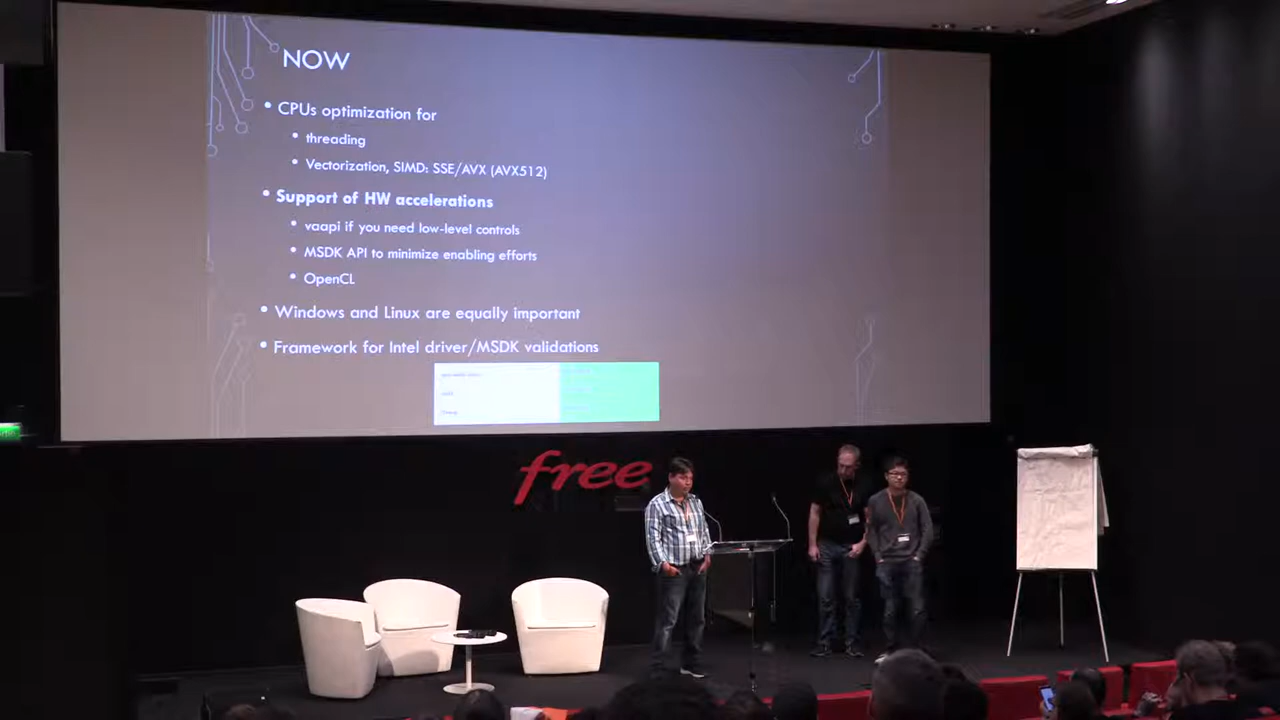 NOW
• CPUs optimization for
• threading
• Vectorization, SIMD: SSE/AVX (AVX512)
• Support of HW accelerations
• vaapi if you need low-level controls
• MSDK API to minimize enabling efforts
• OpenCL
• Windows and Linux are equally important
• Framework for Intel driver/MSDK validations
free